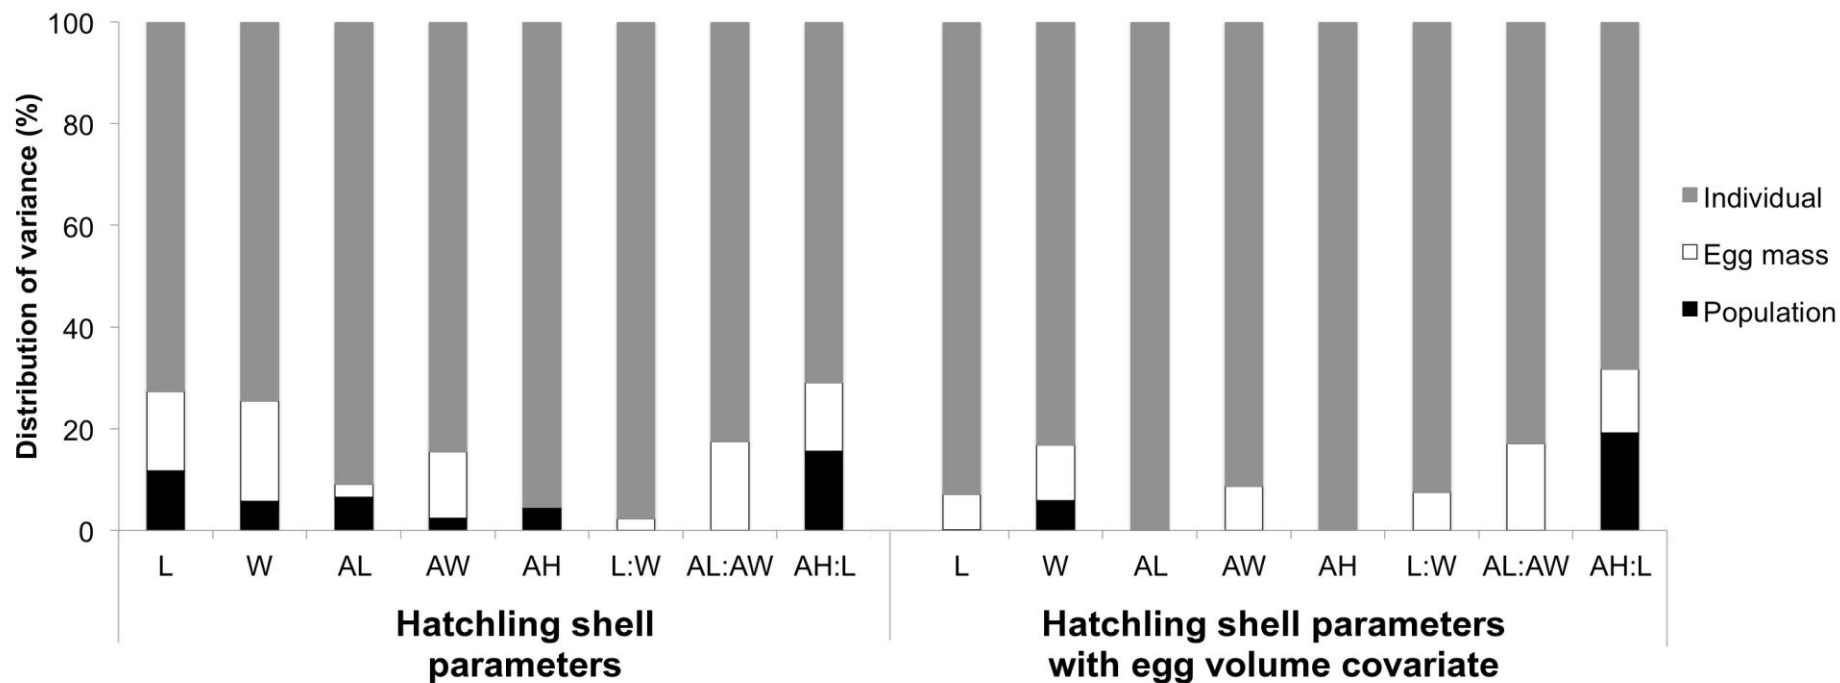 Distribution of variance (%)
100
80
60
40
20
0
L W AL AW AH L:W AL:AW AH:L L W AL AW AH L:W AL:AW AH:L
Hatchling shell
parameters
Hatchling shell parameters
with egg volume covariate
Individual
Egg mass
Population